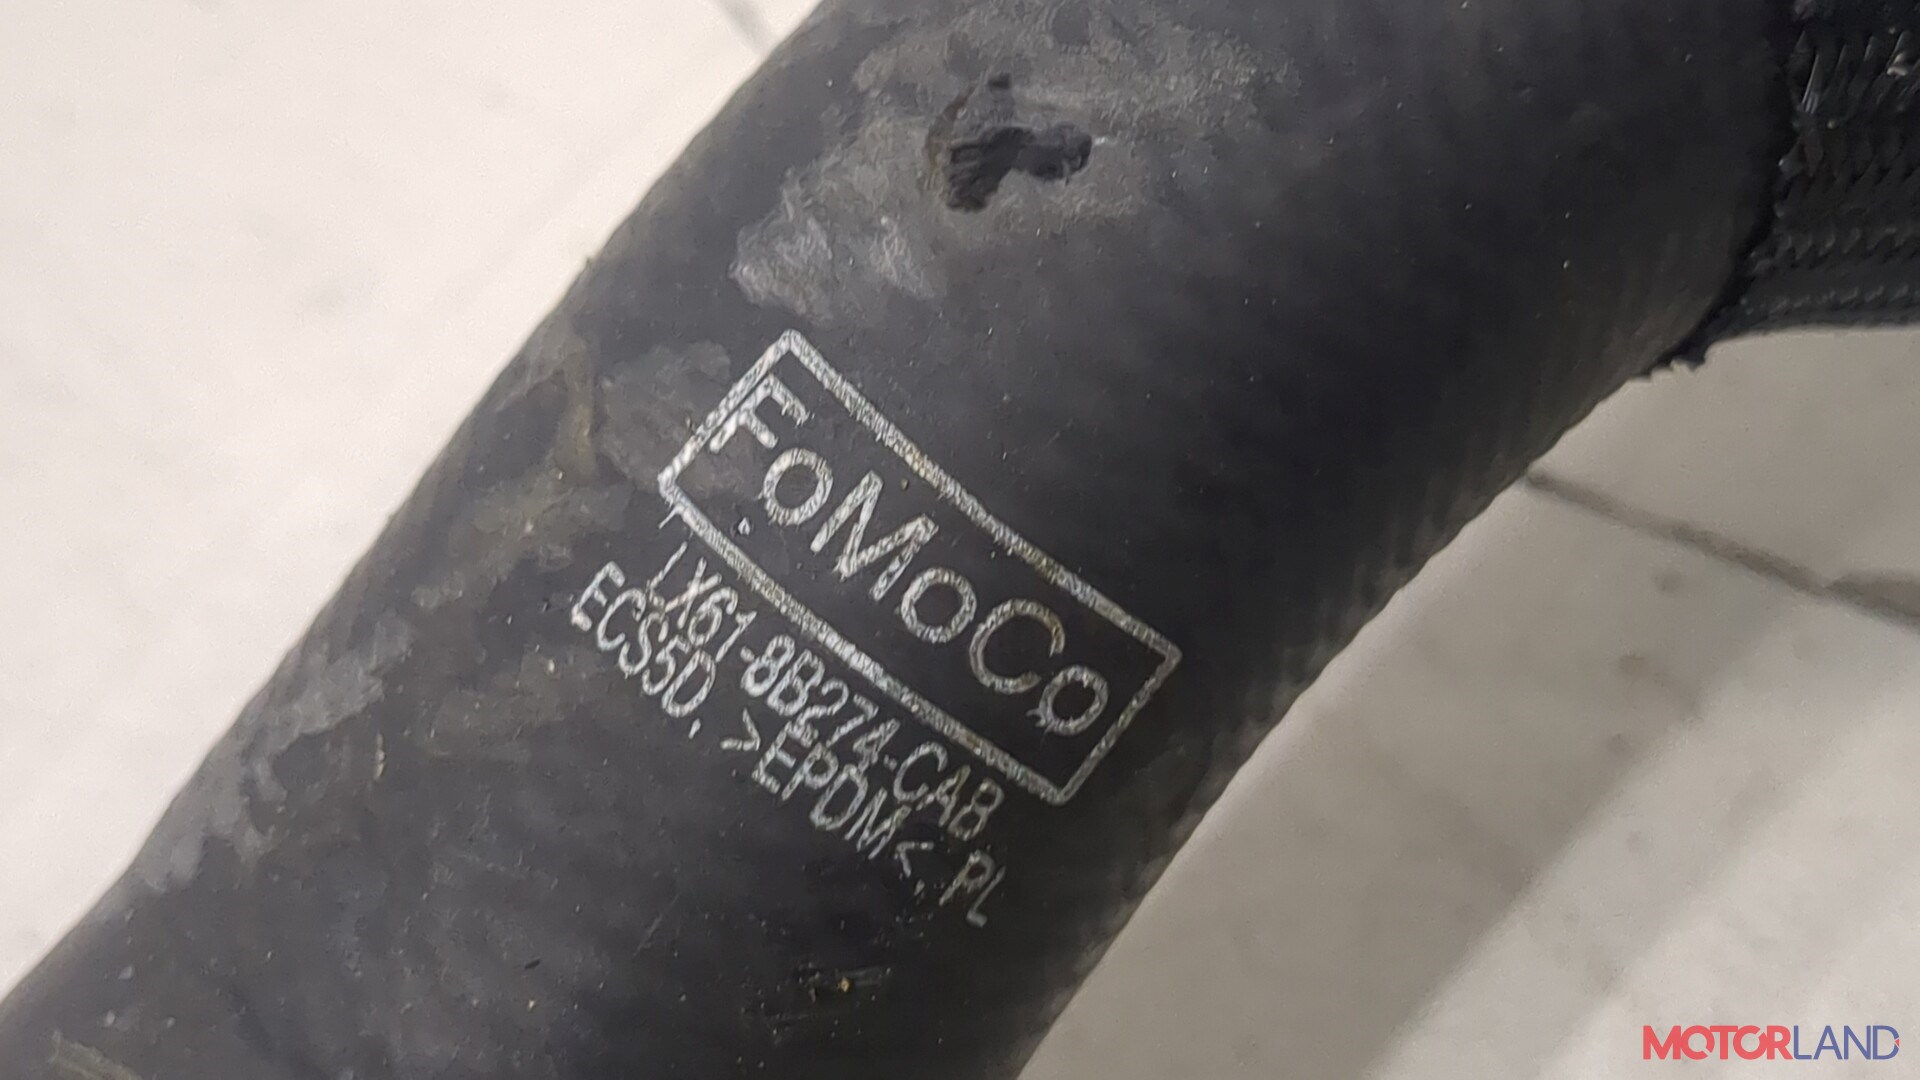 FoMoCo
LX61-8B274-CAB
ECS5D, >EPDM<, PL
MOTORLAND